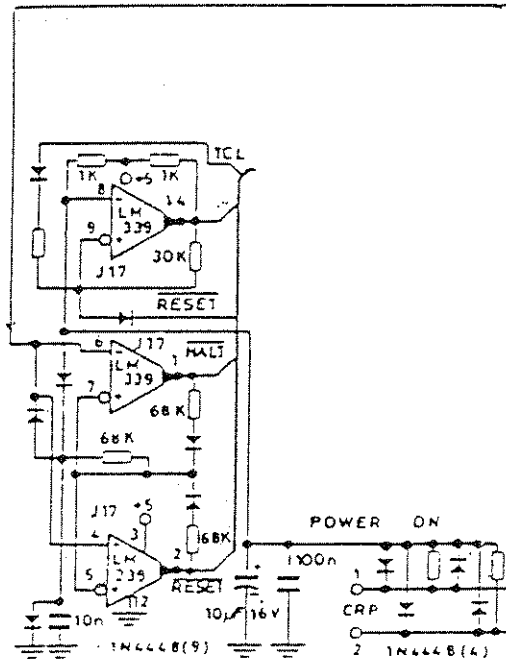 TCL
1K
1K
+5
8
14
LM
339
9
30K
J17
RESET
6
J17
HALT
1
LM
339
7
68K
68K
J17
+5
4
3
68K
POWER ON
LM
239
2
5
RESET
12
100n
1
10n
10µF 16V
CRP
2
1N4448(9)
1N4448(4)